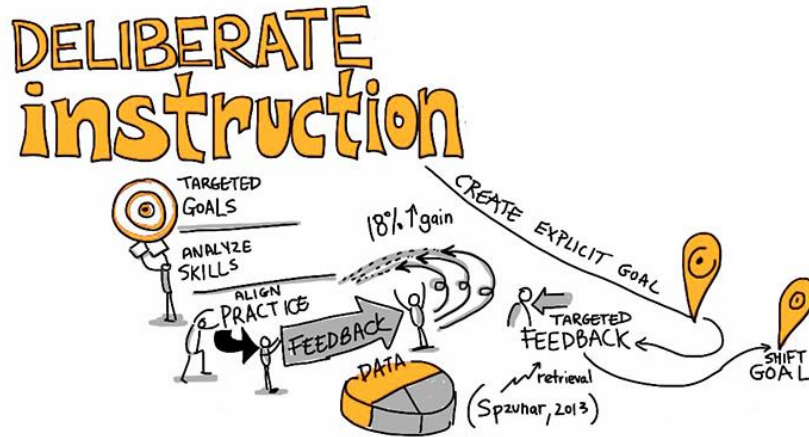 DELIBERATE
instruction
TARGETED
GOALS
ANALYZE
SKILLS
ALIGN
PRACTICE
FEEDBACK
18% ↑ gain
DATA
CREATE EXPLICIT GOAL
TARGETED
FEEDBACK
retrieval
(Spzunar, 2013)
SHIFT
GOAL